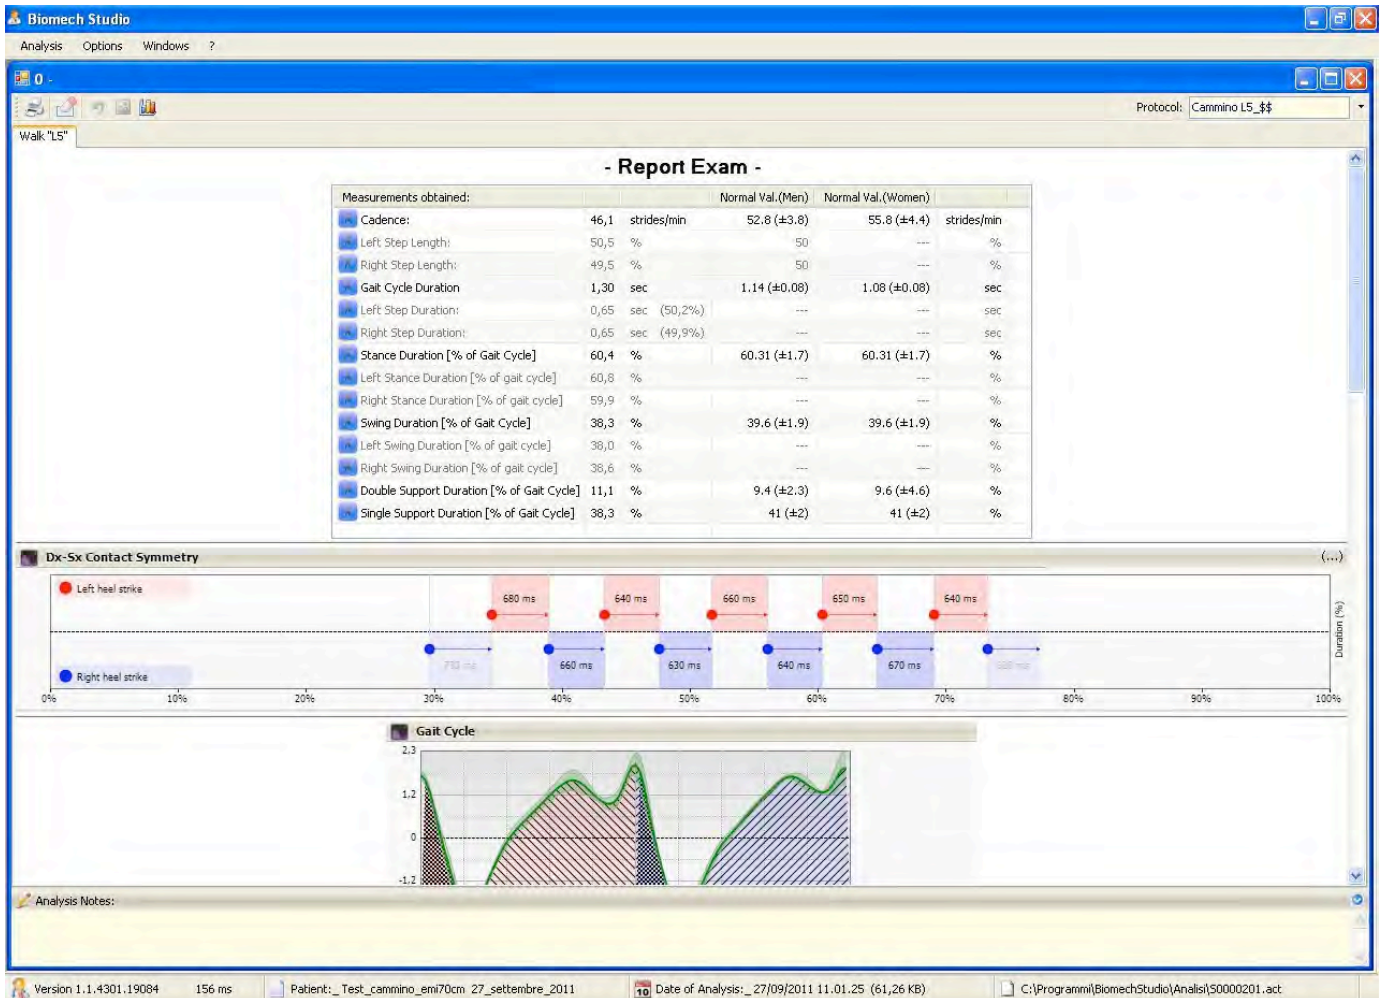 Biomech Studio
Analysis Options Windows ?
0 -
Protocol: Cammino L5_$$
Walk "L5"
- Report Exam -
Measurements obtained: Normal Val.(Men) Normal Val.(Women)
Cadence: 46,1 strides/min 52.8 (±3.8) 55.8 (±4.4) strides/min
Left Step Length: 50,5 % 50 --- %
Right Step Length: 49,5 % 50 --- %
Gait Cycle Duration 1,30 sec 1.14 (±0.08) 1.08 (±0.08) sec
Left Step Duration: 0,65 sec (50,2%) --- --- sec
Right Step Duration: 0,65 sec (49,9%) --- --- sec
Stance Duration [% of Gait Cycle] 60,4 % 60.31 (±1.7) 60.31 (±1.7) %
Left Stance Duration [% of gait cycle] 60,8 % --- --- %
Right Stance Duration [% of gait cycle] 59,9 % --- --- %
Swing Duration [% of Gait Cycle] 38,3 % 39.6 (±1.9) 39.6 (±1.9) %
Left Swing Duration [% of gait cycle] 38,0 % --- --- %
Right Swing Duration [% of gait cycle] 38,6 % --- --- %
Double Support Duration [% of Gait Cycle] 11,1 % 9.4 (±2.3) 9.6 (±4.6) %
Single Support Duration [% of Gait Cycle] 38,3 % 41 (±2) 41 (±2) %
Dx-Sx Contact Symmetry (...)
Left heel strike
680 ms 640 ms 660 ms 650 ms 640 ms
Duration (%)
660 ms 630 ms 640 ms 670 ms
Right heel strike
0% 10% 20% 30% 40% 50% 60% 70% 80% 90% 100%
Gait Cycle
2,3
1,2
0
-1,2
Analysis Notes:
Version 1.1.4301.19084 156 ms Patient:_ Test_cammino_emi70cm 27_settembre_2011 10 Date of Analysis:_ 27/09/2011 11.01.25 (61,26 KB) C:\Programmi\BiomechStudio\Analisi\S0000201.act